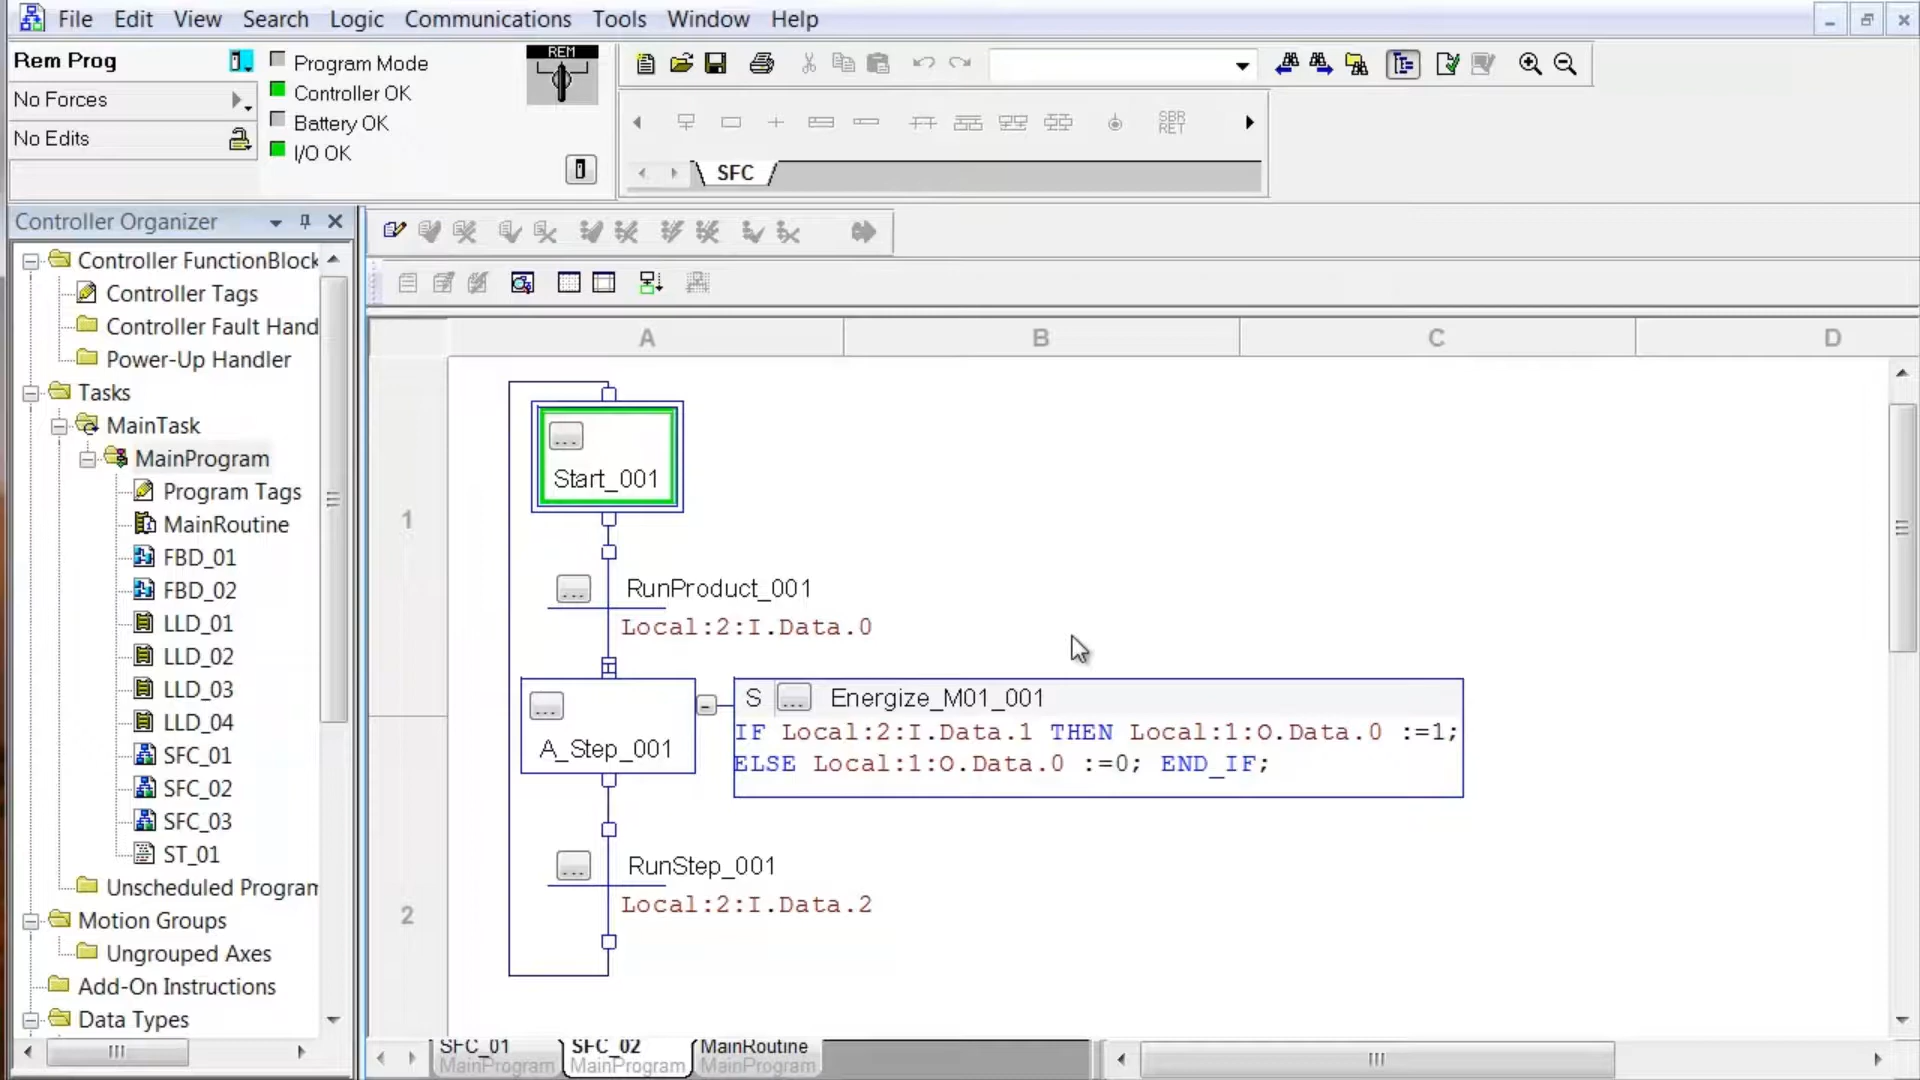 File Edit View Search Logic Communications Tools Window Help
Rem Prog
No Forces
No Edits
Program Mode
Controller OK
Battery OK
I/O OK
REM
SBR
RET
SFC
Controller Organizer
Controller FunctionBlock
Controller Tags
Controller Fault Hand
Power-Up Handler
Tasks
MainTask
MainProgram
Program Tags
MainRoutine
FBD_01
FBD_02
LLD_01
LLD_02
LLD_03
LLD_04
SFC_01
SFC_02
SFC_03
ST_01
Unscheduled Program
Motion Groups
Ungrouped Axes
Add-On Instructions
Data Types
A B C D
1
2
...
Start_001
...
RunProduct_001
Local:2:I.Data.0
...
A_Step_001
S ... Energize_M01_001
IF Local:2:I.Data.1 THEN Local:1:O.Data.0 :=1;
ELSE Local:1:O.Data.0 :=0; END_IF;
...
RunStep_001
Local:2:I.Data.2
SFC_01
MainProgram
SFC_02
MainProgram
MainRoutine
MainProgram